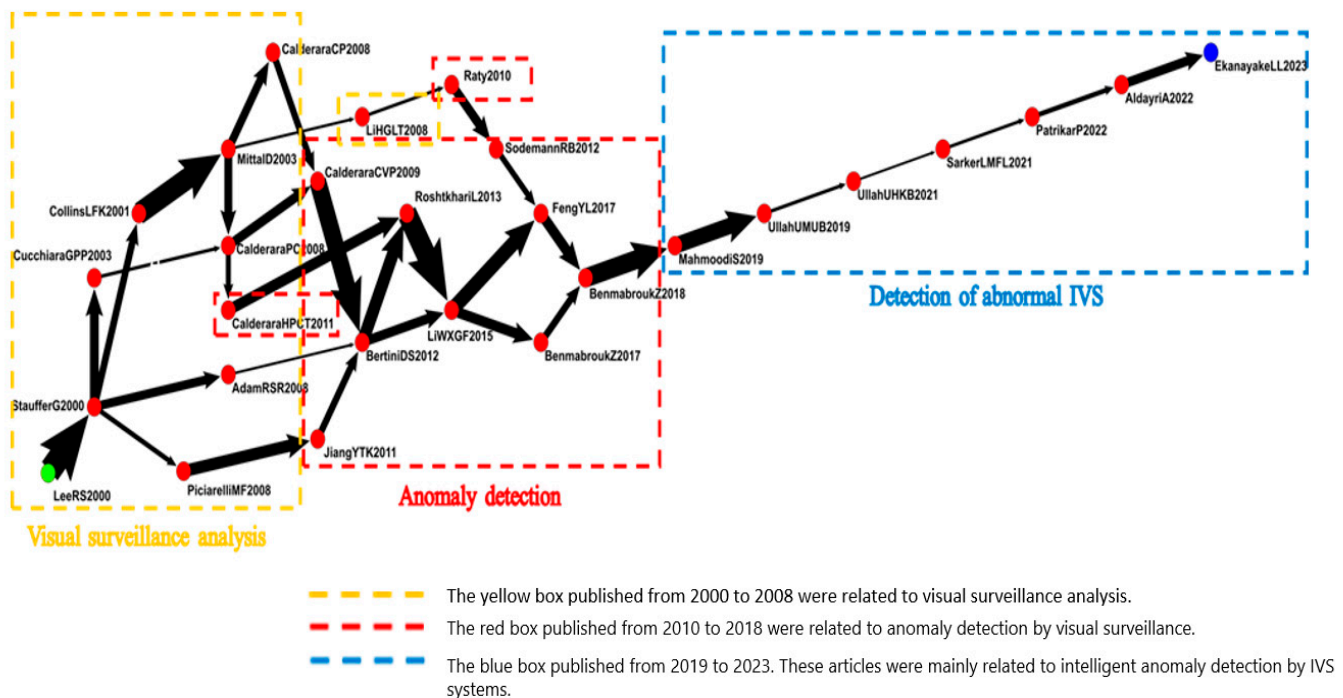 CalderaraCP2008
EkanayakeLL2023
Raty2010
AldayriA2022
LiHGLT2008
PatrikarP2022
MittalD2003
SodemannRB2012
SarkerLMFL2021
CalderaraCVP2009
UllahUHKB2021
RoshtkhariL2013
CollinsLFK2001
FengYL2017
UllahUMUB2019
CucchiaraGPP2003
CalderaraPC2008
MahmoodiS2019
BenmabroukZ2018
Detection of abnormal IVS
CalderaraHPCT2011
LiWXGF2015
BertiniDS2012
BenmabroukZ2017
AdamRSR2008
StaufferG2000
JiangYTK2011
LeeRS2000
PiciarelliMF2008
Anomaly detection
Visual surveillance analysis
The yellow box published from 2000 to 2008 were related to visual surveillance analysis.
The red box published from 2010 to 2018 were related to anomaly detection by visual surveillance.
The blue box published from 2019 to 2023. These articles were mainly related to intelligent anomaly detection by IVS
systems.